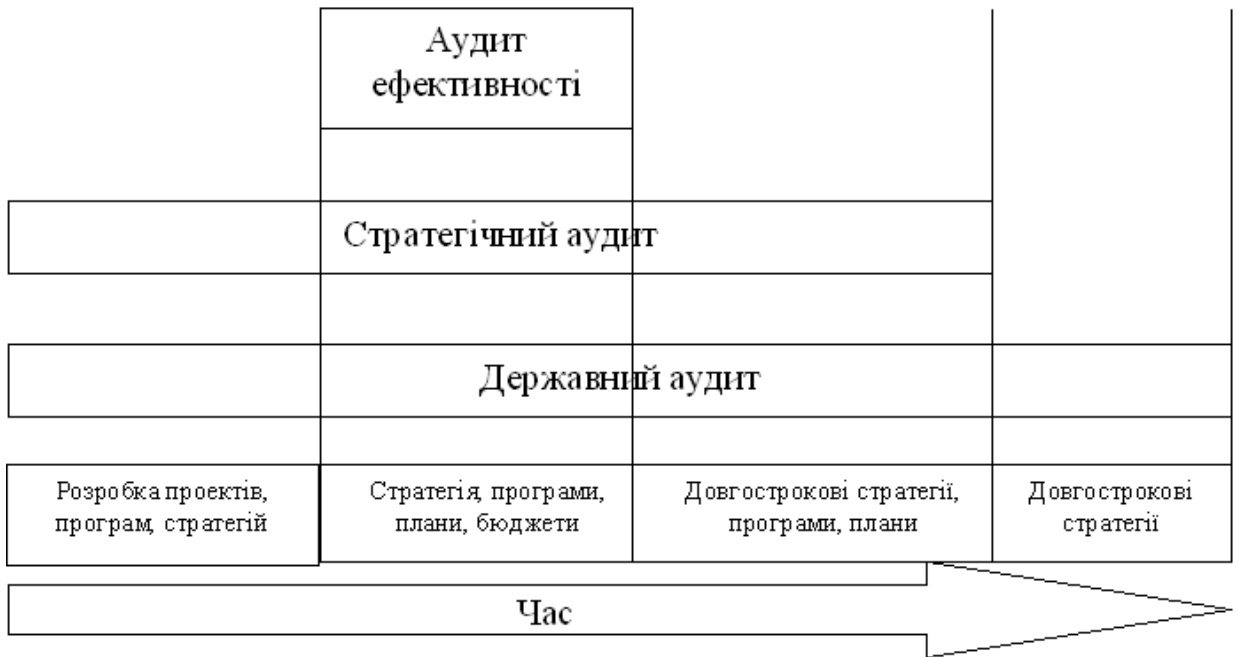 Аудит
ефективності
Стратегічний аудит
Державний аудит
Розробка проектів,
програм, стратегій
Стратегія, програми,
плани, бюджети
Довгострокові стратегії,
програми, плани
Довгострокові
стратегії
Час